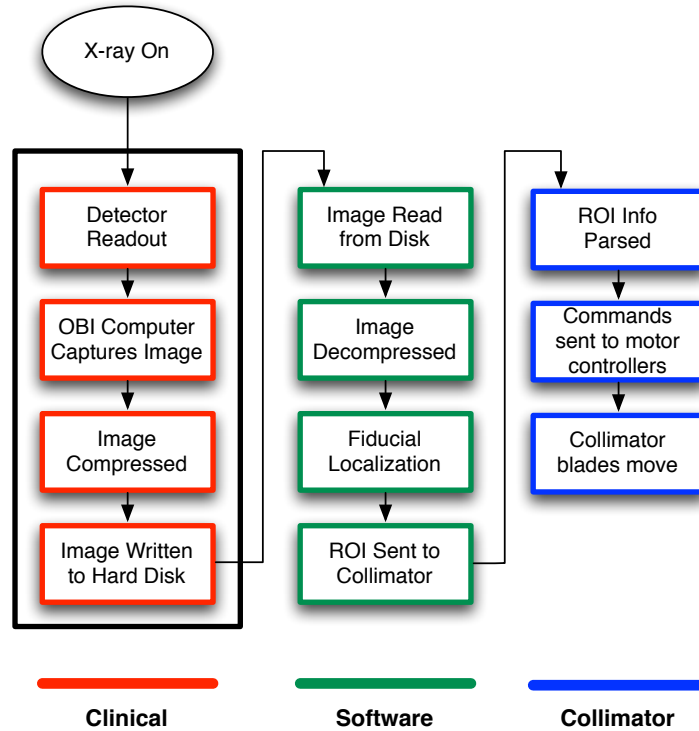 X-ray On
Detector
Readout
OBI Computer
Captures Image
Image
Compressed
Image Written
to Hard Disk
Image Read
from Disk
Image
Decompressed
Fiducial
Localization
ROI Sent to
Collimator
ROI Info
Parsed
Commands
sent to motor
controllers
Collimator
blades move
Clinical
Software
Collimator